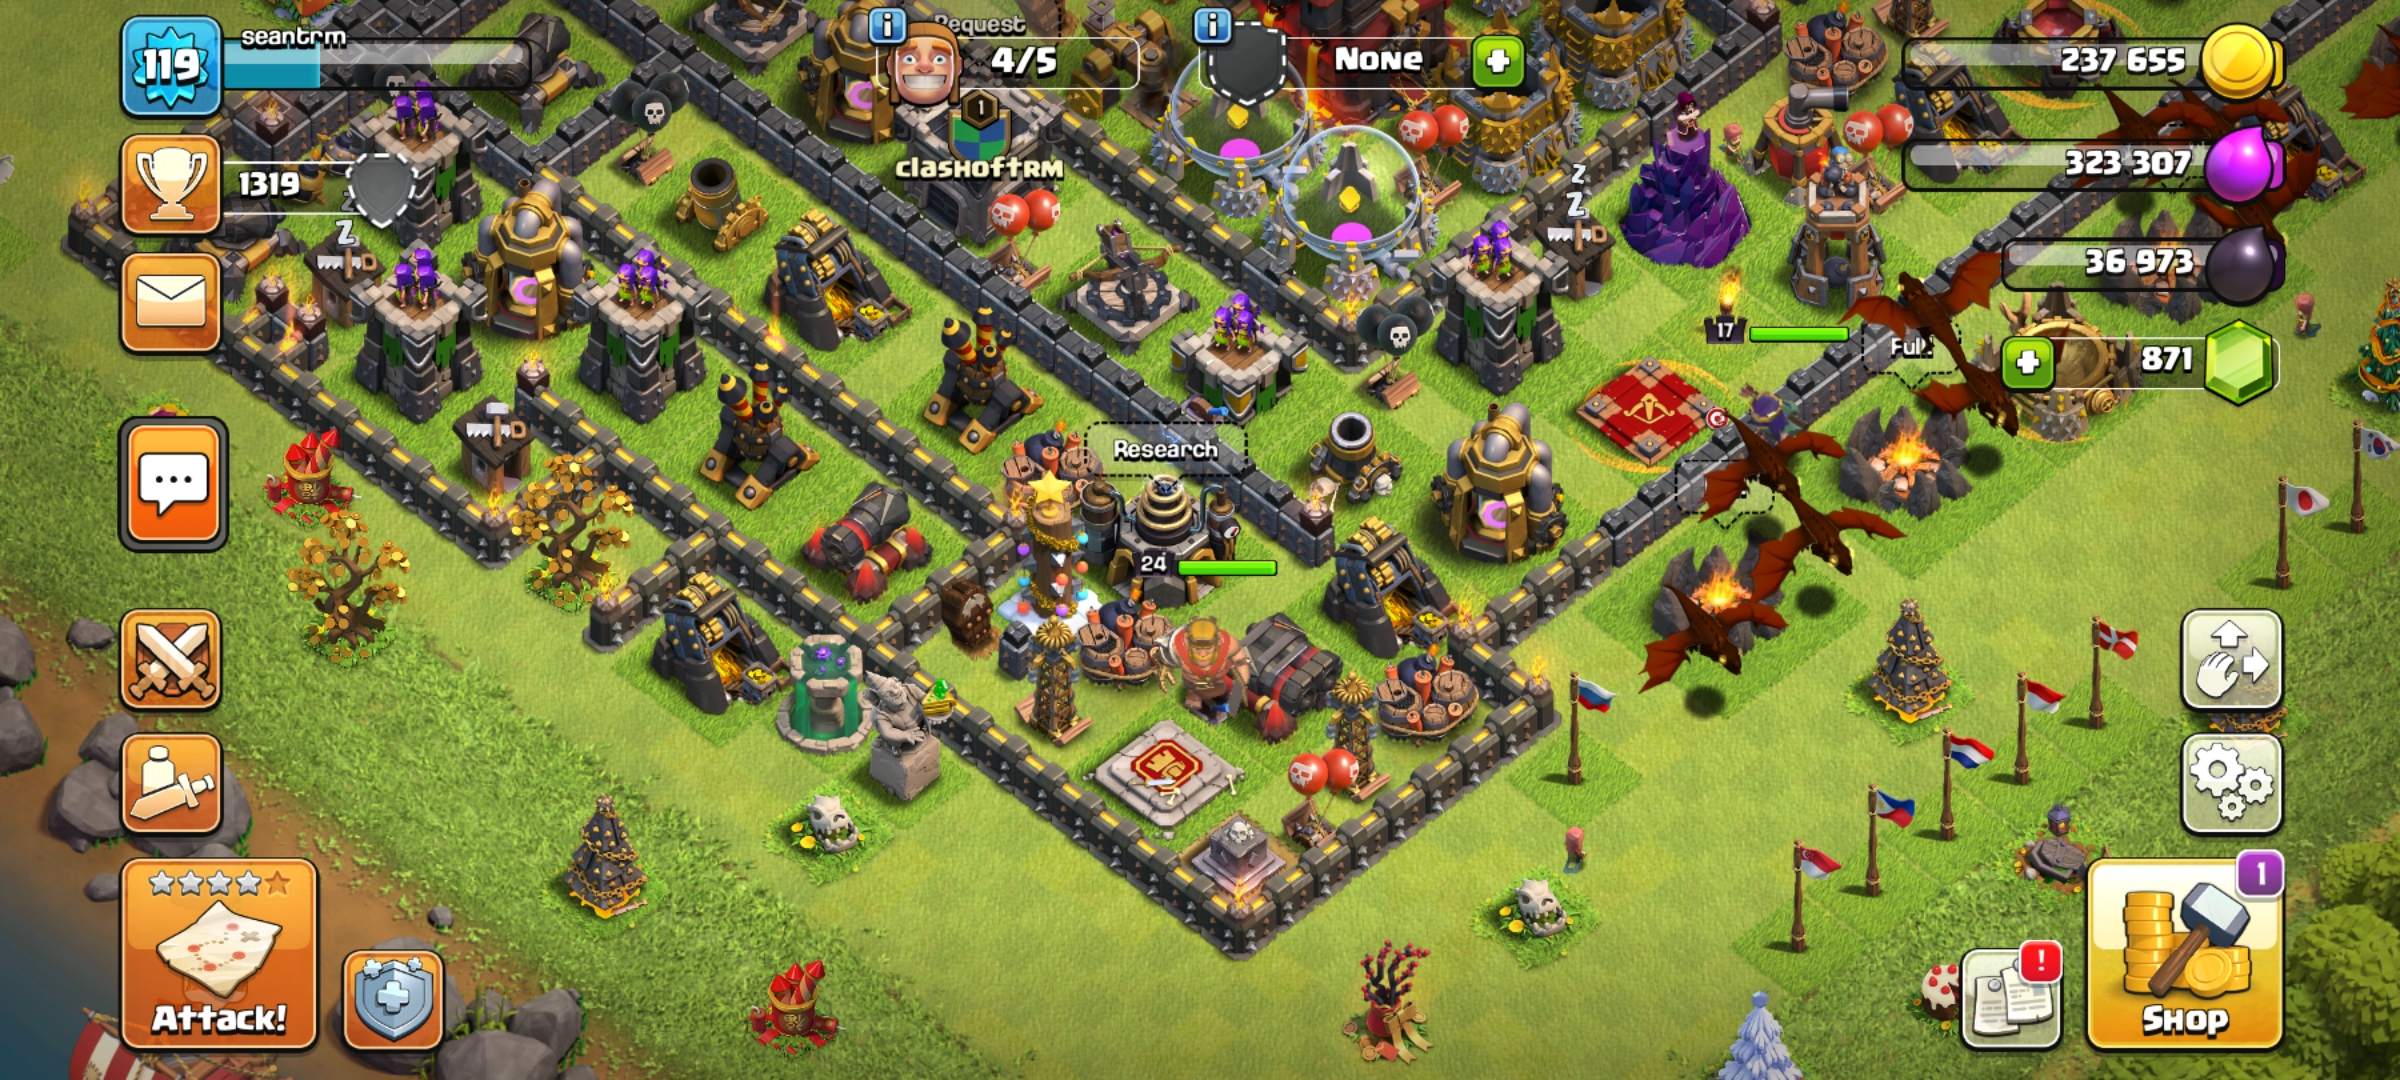 119
seantrm
Request
4/5
None
237 655
1
clashoftrm
1319
323 307
36 973
Z
Z
Z
17
Full!
871
Research
24
Attack!
1
!
Shop